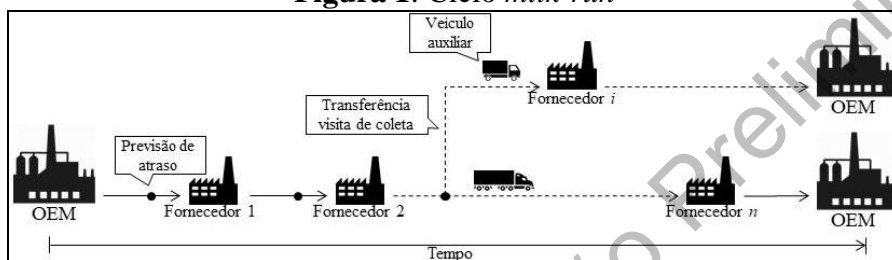 Figura 1: Ciclo milk run
Veiculo
auxiliar
Fornecedor i
OEM
Transferência
visita de coleta
Previsão de
atraso
OEM
Fornecedor 1
Fornecedor 2
Fornecedor n
OEM
Tempo